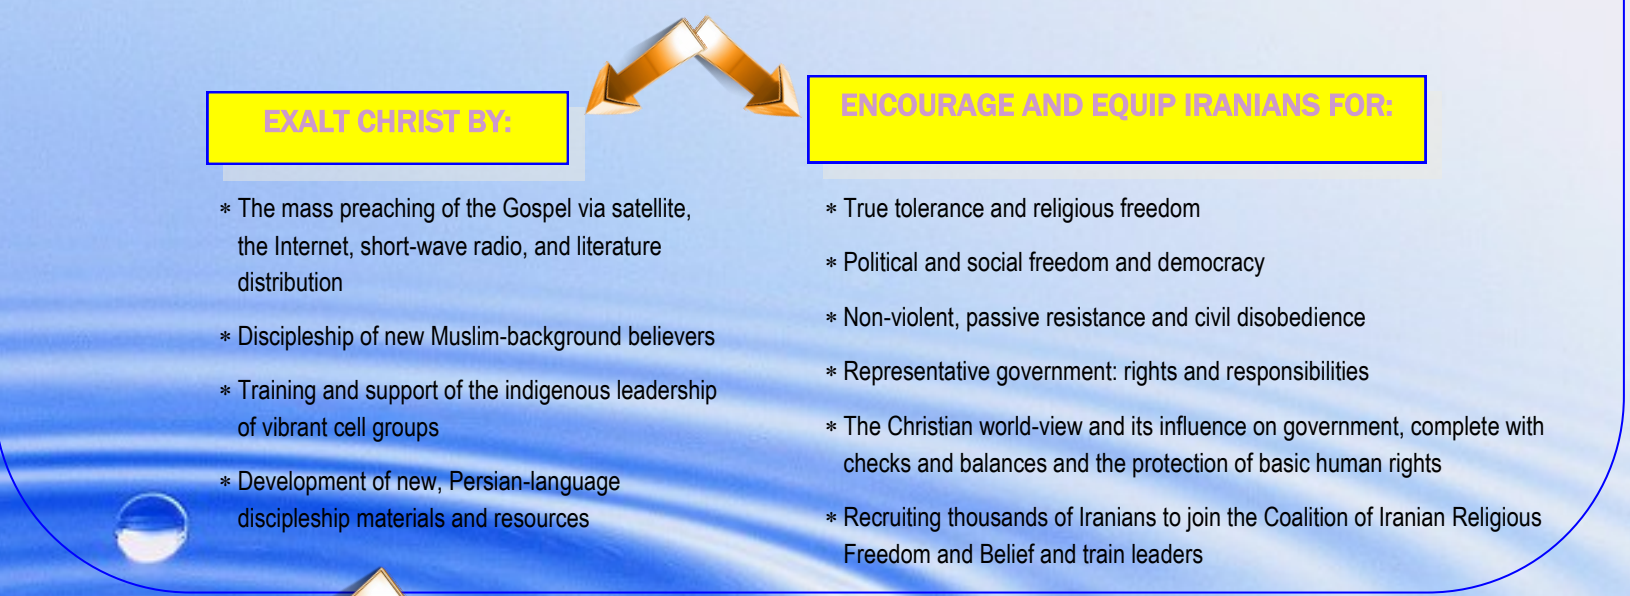 EXALT CHRIST BY:
* The mass preaching of the Gospel via satellite,
the Internet, short-wave radio, and literature
distribution
* Discipleship of new Muslim-background believers
* Training and support of the indigenous leadership
of vibrant cell groups
* Development of new, Persian-language
discipleship materials and resources
ENCOURAGE AND EQUIP IRANIANS FOR:
* True tolerance and religious freedom
* Political and social freedom and democracy
* Non-violent, passive resistance and civil disobedience
* Representative government: rights and responsibilities
* The Christian world-view and its influence on government, complete with
checks and balances and the protection of basic human rights
* Recruiting thousands of Iranians to join the Coalition of Iranian Religious
Freedom and Belief and train leaders